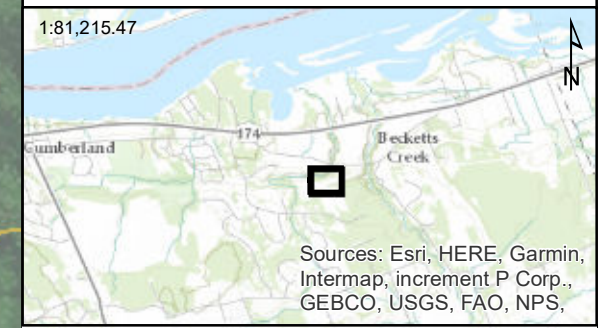 1:81,215.47
N
174
Cumberland
Becketts
Creek
Sources: Esri, HERE, Garmin,
Intermap, increment P Corp.,
GEBCO, USGS, FAO, NPS,